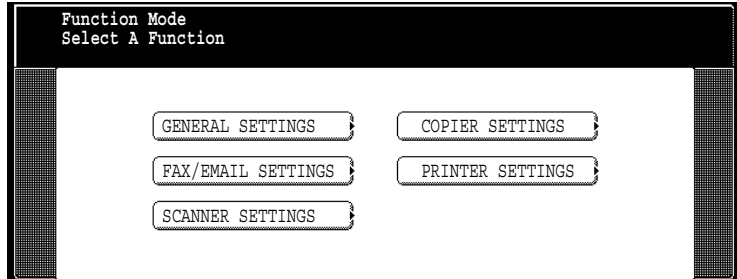 Function Mode
Select A Function
GENERAL SETTINGS
COPIER SETTINGS
FAX/EMAIL SETTINGS
PRINTER SETTINGS
SCANNER SETTINGS